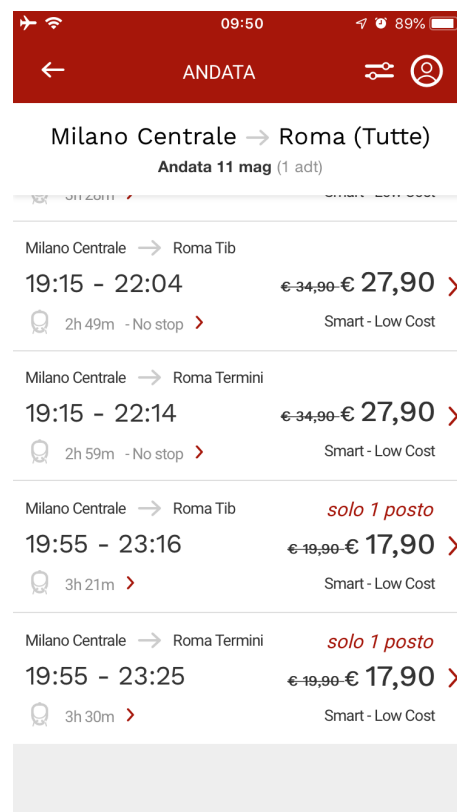 09:50 89%
ANDATA
Milano Centrale → Roma (Tutte)
Andata 11 mag (1 adt)
Milano Centrale → Roma Tib
19:15 - 22:04 € 34,90 € 27,90
2h 49m - No stop Smart - Low Cost
Milano Centrale → Roma Termini
19:15 - 22:14 € 34,90 € 27,90
2h 59m - No stop Smart - Low Cost
Milano Centrale → Roma Tib solo 1 posto
19:55 - 23:16 € 19,90 € 17,90
3h 21m Smart - Low Cost
Milano Centrale → Roma Termini solo 1 posto
19:55 - 23:25 € 19,90 € 17,90
3h 30m Smart - Low Cost